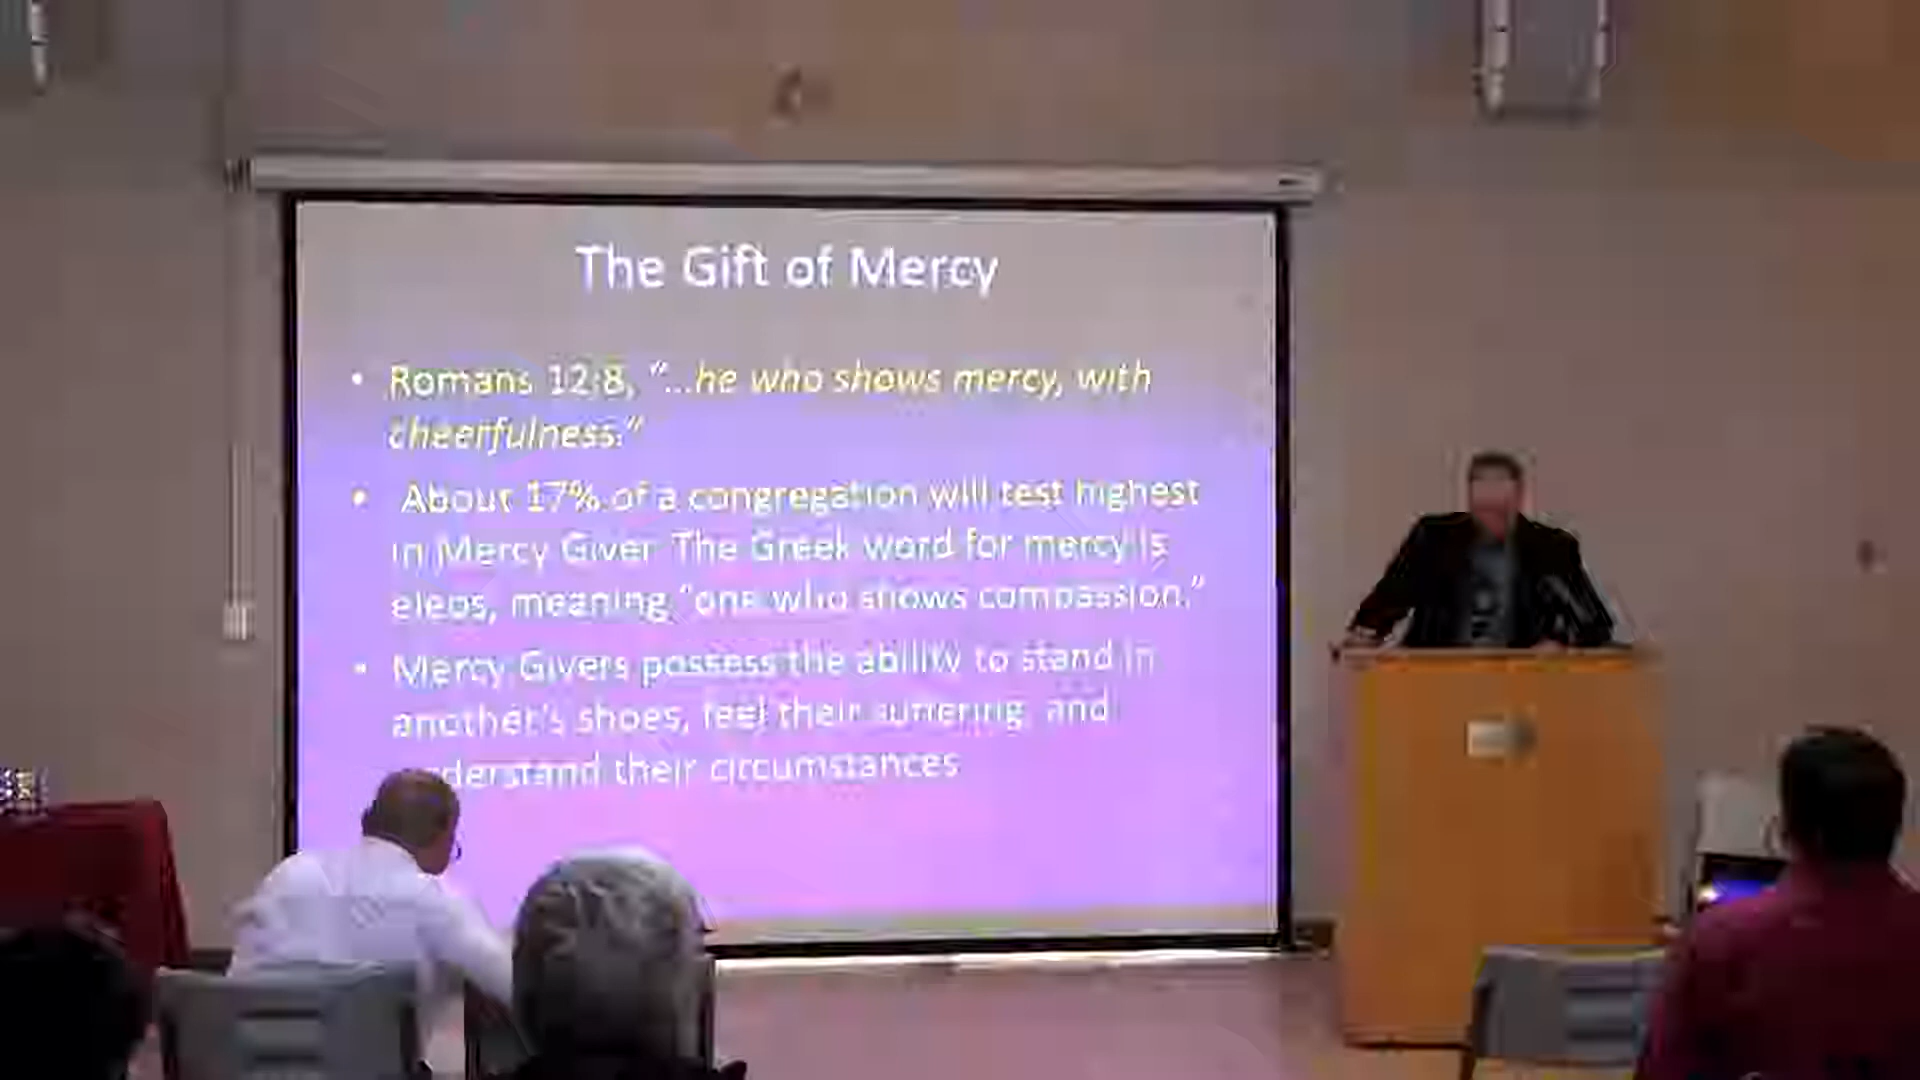 The Gift of Mercy
• Romans 12:8, "...he who shows mercy, with
cheerfulness."
• About 17% of a congregation will test highest
in Mercy Giver The Greek word for mercy is
eleos, meaning "one who shows compassion."
• Mercy Givers possess the ability to stand in
another's shoes, feel their suffering, and
understand their circumstances